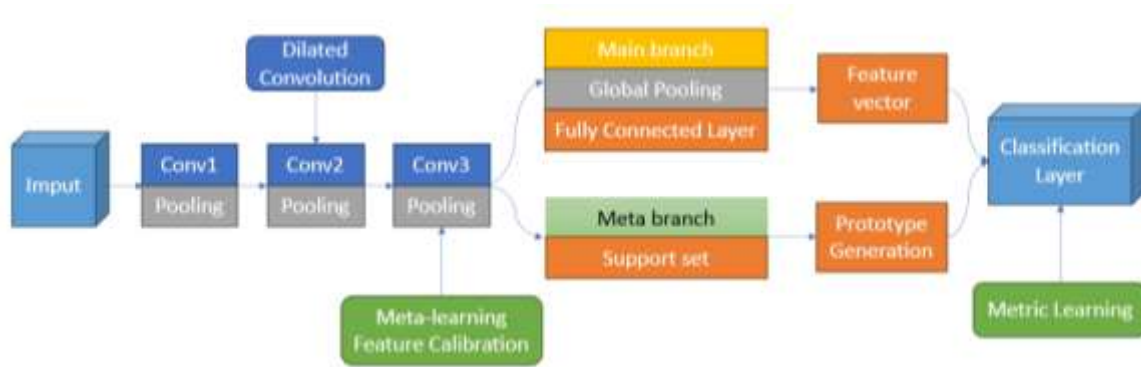 Dilated
Convolution
Main branch
Global Pooling
Fully Connected Layer
Feature
vector
Imput
Conv1
Pooling
Conv2
Pooling
Conv3
Pooling
Classification
Layer
Meta branch
Support set
Prototype
Generation
Meta-learning
Feature Calibration
Metric Learning